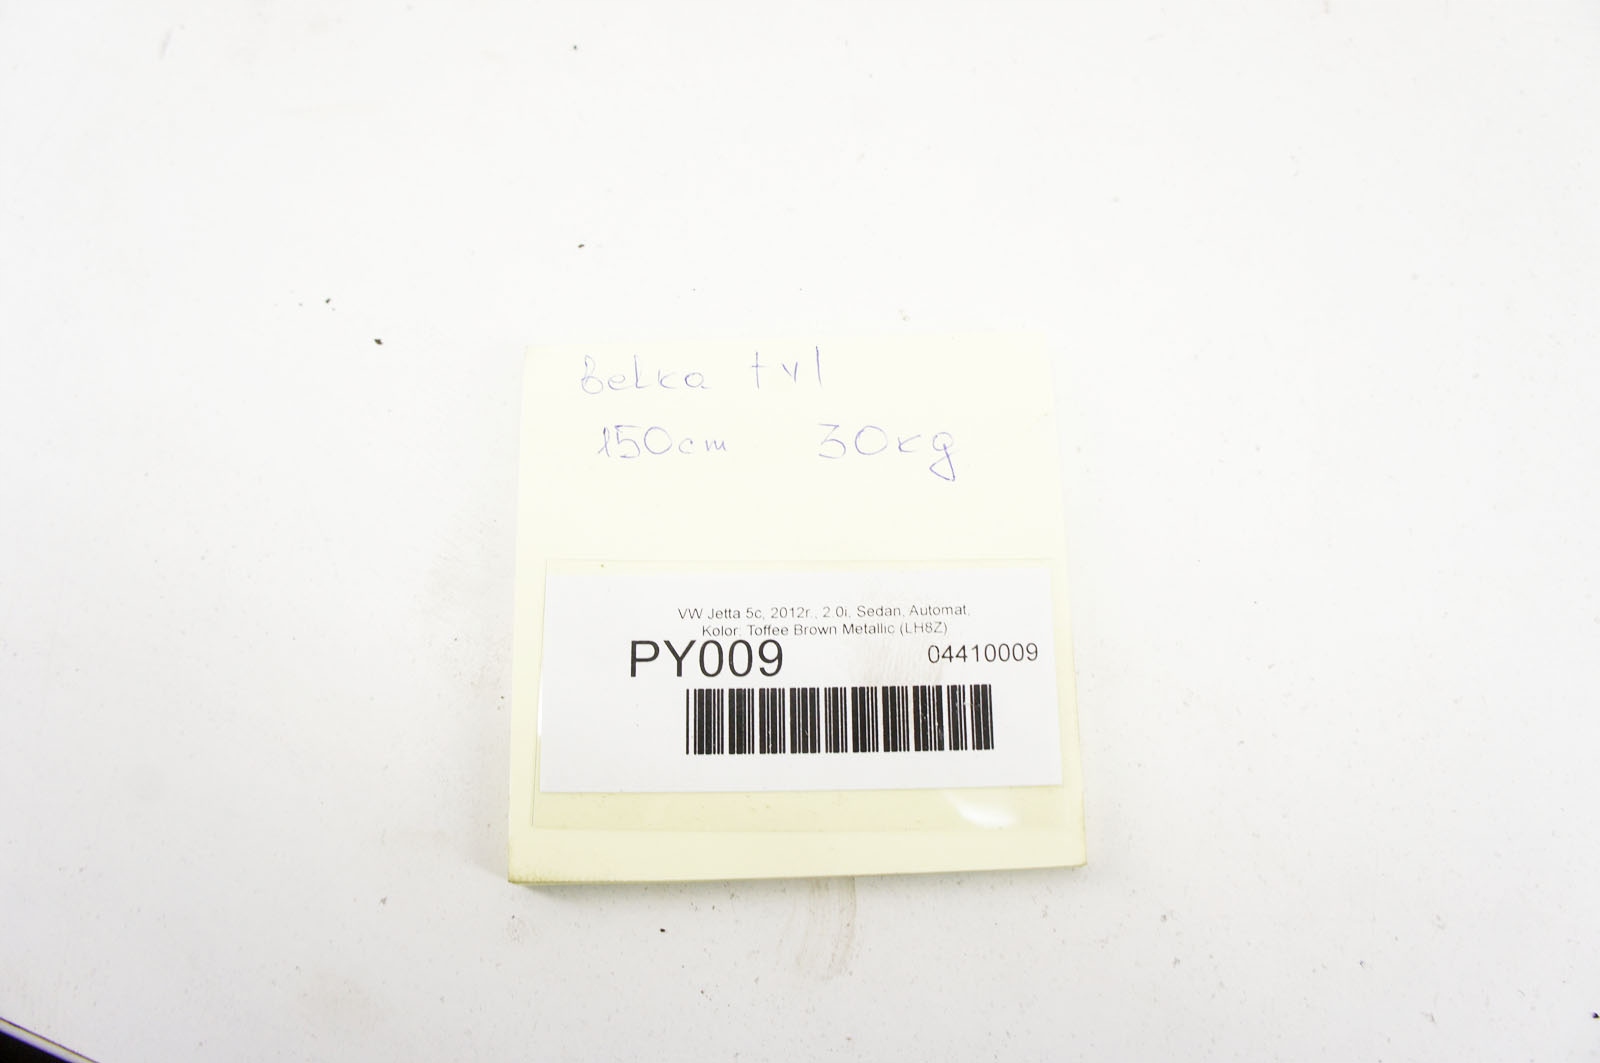 Belka tył
150cm 30kg
VW Jetta 5c, 2012r., 2.0i, Sedan, Automat,
Kolor: Toffee Brown Metallic (LH8Z)
PY009 04410009